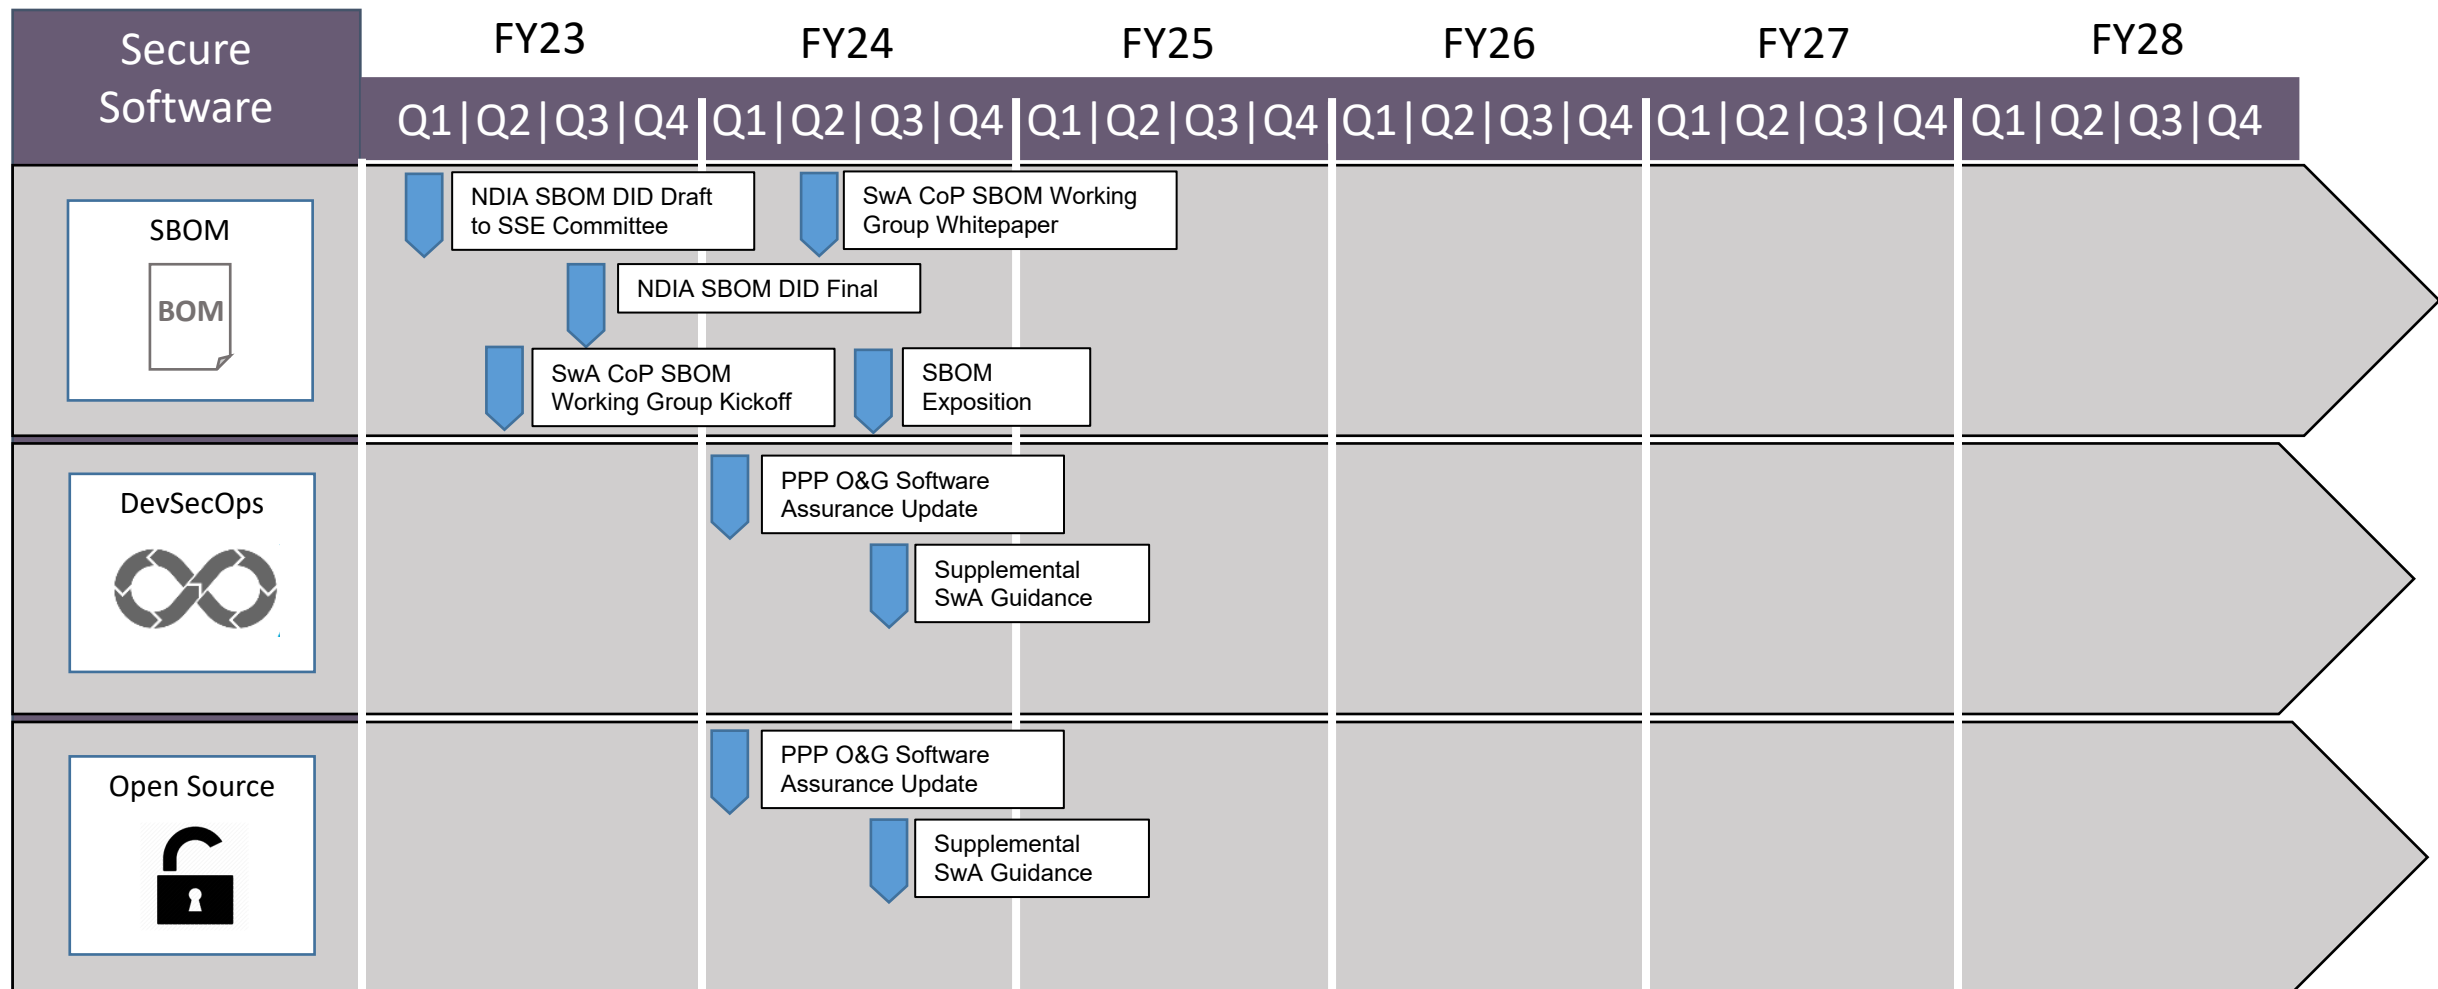 Secure
Software
FY23
FY24
FY25
FY26
FY27
FY28
Q1|Q2|Q3|Q4
Q1|Q2|Q3|Q4
Q1|Q2|Q3|Q4
Q1|Q2|Q3|Q4
Q1|Q2|Q3|Q4
Q1|Q2|Q3|Q4
SBOM
BOM
NDIA SBOM DID Draft
to SSE Committee
SwA CoP SBOM Working
Group Whitepaper
NDIA SBOM DID Final
SwA CoP SBOM
Working Group Kickoff
SBOM
Exposition
DevSecOps
PPP O&G Software
Assurance Update
Supplemental
SwA Guidance
Open Source
PPP O&G Software
Assurance Update
Supplemental
SwA Guidance